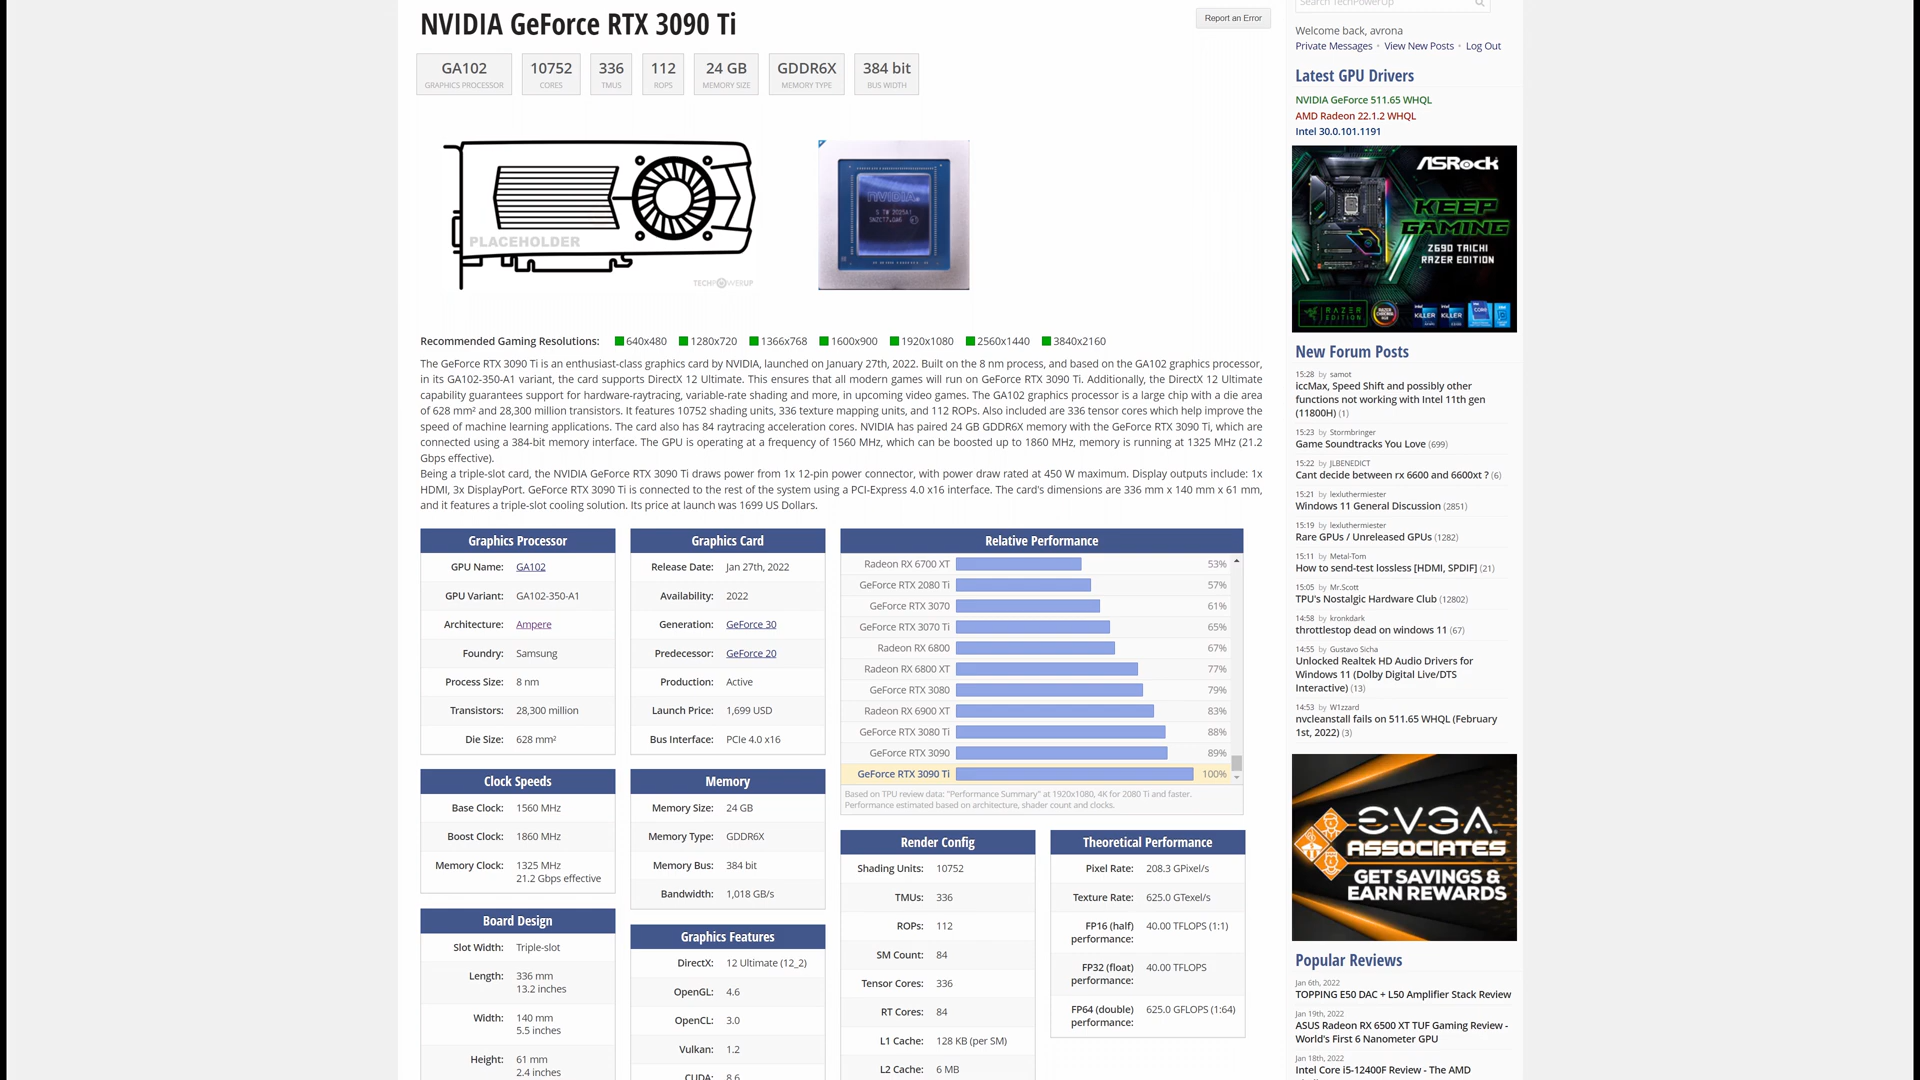 NVIDIA GeForce RTX 3090 Ti
Report an Error
GA102
GRAPHICS PROCESSOR
10752
CORES
336
TMUS
112
ROPS
24 GB
MEMORY SIZE
GDDR6X
MEMORY TYPE
384 bit
BUS WIDTH
PLACEHOLDER
TECHPOWERUP
NVIDIA
Recommended Gaming Resolutions: 640x480 1280x720 1366x768 1600x900 1920x1080 2560x1440 3840x2160
The GeForce RTX 3090 Ti is an enthusiast-class graphics card by NVIDIA, launched on January 27th, 2022. Built on the 8 nm process, and based on the GA102 graphics processor,
in its GA102-350-A1 variant, the card supports DirectX 12 Ultimate. This ensures that all modern games will run on GeForce RTX 3090 Ti. Additionally, the DirectX 12 Ultimate
capability guarantees support for hardware-raytracing, variable-rate shading and more, in upcoming video games. The GA102 graphics processor is a large chip with a die area
of 628 mm² and 28,300 million transistors. It features 10752 shading units, 336 texture mapping units, and 112 ROPs. Also included are 336 tensor cores which help improve the
speed of machine learning applications. The card also has 84 raytracing acceleration cores. NVIDIA has paired 24 GB GDDR6X memory with the GeForce RTX 3090 Ti, which are
connected using a 384-bit memory interface. The GPU is operating at a frequency of 1560 MHz, which can be boosted up to 1860 MHz, memory is running at 1325 MHz (21.2
Gbps effective).
Being a triple-slot card, the NVIDIA GeForce RTX 3090 Ti draws power from 1x 12-pin power connector, with power draw rated at 450 W maximum. Display outputs include: 1x
HDMI, 3x DisplayPort. GeForce RTX 3090 Ti is connected to the rest of the system using a PCI-Express 4.0 x16 interface. The card's dimensions are 336 mm x 140 mm x 61 mm,
and it features a triple-slot cooling solution. Its price at launch was 1699 US Dollars.
Graphics Processor
GPU Name: GA102
GPU Variant: GA102-350-A1
Architecture: Ampere
Foundry: Samsung
Process Size: 8 nm
Transistors: 28,300 million
Die Size: 628 mm²
Graphics Card
Release Date: Jan 27th, 2022
Availability: 2022
Generation: GeForce 30
Predecessor: GeForce 20
Production: Active
Launch Price: 1,699 USD
Bus Interface: PCIe 4.0 x16
Relative Performance
Radeon RX 6700 XT 53%
GeForce RTX 2080 Ti 57%
GeForce RTX 3070 61%
GeForce RTX 3070 Ti 65%
Radeon RX 6800 67%
Radeon RX 6800 XT 77%
GeForce RTX 3080 79%
Radeon RX 6900 XT 83%
GeForce RTX 3080 Ti 88%
GeForce RTX 3090 89%
GeForce RTX 3090 Ti 100%
Based on TPU review data: "Performance Summary" at 1920x1080, 4K for 2080 Ti and faster.
Performance estimated based on architecture, shader count and clocks.
Clock Speeds
Base Clock: 1560 MHz
Boost Clock: 1860 MHz
Memory Clock: 1325 MHz
21.2 Gbps effective
Memory
Memory Size: 24 GB
Memory Type: GDDR6X
Memory Bus: 384 bit
Bandwidth: 1,018 GB/s
Render Config
Shading Units: 10752
TMUs: 336
ROPs: 112
SM Count: 84
Tensor Cores: 336
RT Cores: 84
L1 Cache: 128 KB (per SM)
L2 Cache: 6 MB
Theoretical Performance
Pixel Rate: 208.3 GPixel/s
Texture Rate: 625.0 GTexel/s
FP16 (half) performance: 40.00 TFLOPS (1:1)
FP32 (float) performance: 40.00 TFLOPS
FP64 (double) performance: 625.0 GFLOPS (1:64)
Board Design
Slot Width: Triple-slot
Length: 336 mm
13.2 inches
Width: 140 mm
5.5 inches
Height: 61 mm
2.4 inches
Graphics Features
DirectX: 12 Ultimate (12_2)
OpenGL: 4.6
OpenCL: 3.0
Vulkan: 1.2
CUDA: 8.6
Search TechPowerUp
Welcome back, avrona
Private Messages • View New Posts • Log Out
Latest GPU Drivers
NVIDIA GeForce 511.65 WHQL
AMD Radeon 22.1.2 WHQL
Intel 30.0.101.1191
ASRock
KEEP
GAMING
Z690 TAICHI
RAZER EDITION
RAZER
EDITION
KILLER
KILLER
CORE
New Forum Posts
15:28 by samot
iccMax, Speed Shift and possibly other
functions not working with Intel 11th gen
(11800H) (1)
15:23 by Stormbringer
Game Soundtracks You Love (699)
15:22 by JLBENEDICT
Cant decide between rx 6600 and 6600xt ? (6)
15:21 by lexluthermiester
Windows 11 General Discussion (2851)
15:19 by lexluthermiester
Rare GPUs / Unreleased GPUs (1282)
15:11 by Metal-Tom
How to send-test lossless [HDMI, SPDIF] (21)
15:05 by Mr.Scott
TPU's Nostalgic Hardware Club (12802)
14:58 by kronkdark
throttlestop dead on windows 11 (67)
14:55 by Gustavo Sicha
Unlocked Realtek HD Audio Drivers for
Windows 11 (Dolby Digital Live/DTS
Interactive) (13)
14:53 by W1zzard
nvcleanstall fails on 511.65 WHQL (February
1st, 2022) (3)
EVGA
ASSOCIATES
GET SAVINGS &
EARN REWARDS
Popular Reviews
Jan 6th, 2022
TOPPING E50 DAC + L50 Amplifier Stack Review
Jan 19th, 2022
ASUS Radeon RX 6500 XT TUF Gaming Review -
World's First 6 Nanometer GPU
Jan 18th, 2022
Intel Core i5-12400F Review - The AMD